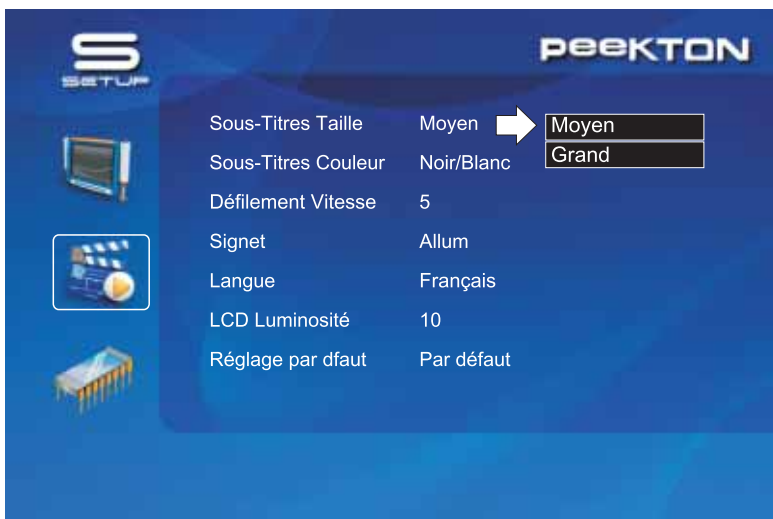 S
SETUP
PeeKTON
Sous-Titres Taille Moyen Moyen
Grand
Sous-Titres Couleur Noir/Blanc
Défilement Vitesse 5
Signet Allum
Langue Français
LCD Luminosité 10
Réglage par dfaut Par défaut